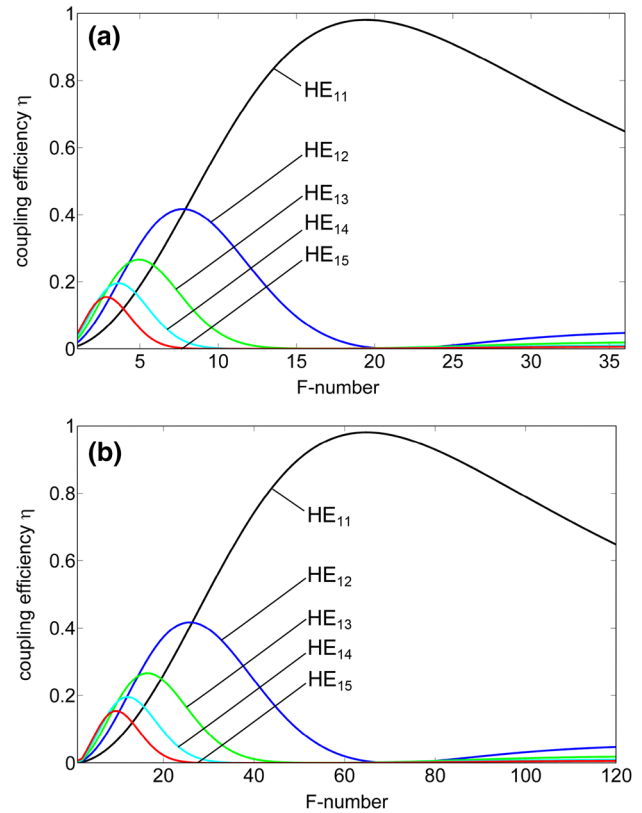 (a)
1
0.8
0.6
0.4
0.2
0
coupling efficiency η
HE₁₁
HE₁₂
HE₁₃
HE₁₄
HE₁₅
5 10 15 20 25 30 35
F-number
(b)
1
0.8
0.6
0.4
0.2
0
coupling efficiency η
HE₁₁
HE₁₂
HE₁₃
HE₁₄
HE₁₅
20 40 60 80 100 120
F-number